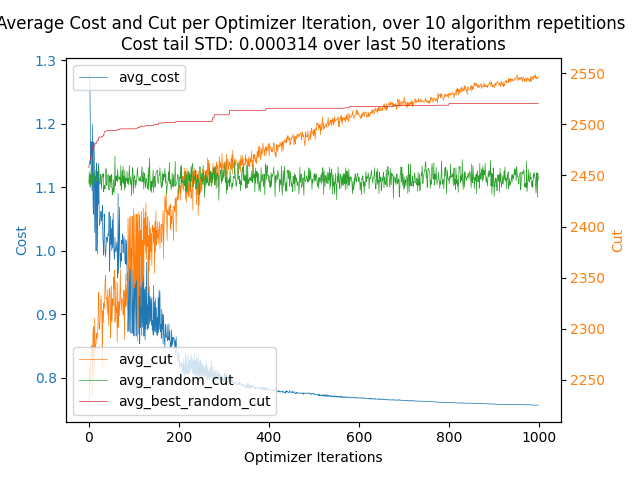 Average Cost and Cut per Optimizer Iteration, over 10 algorithm repetitions
Cost tail STD: 0.000314 over last 50 iterations
1.3
1.2
1.1
1.0
0.9
0.8
Cost
avg_cost
avg_cut
avg_random_cut
avg_best_random_cut
2550
2500
2450
2400
2350
2300
2250
Cut
0
200
400
600
800
1000
Optimizer Iterations